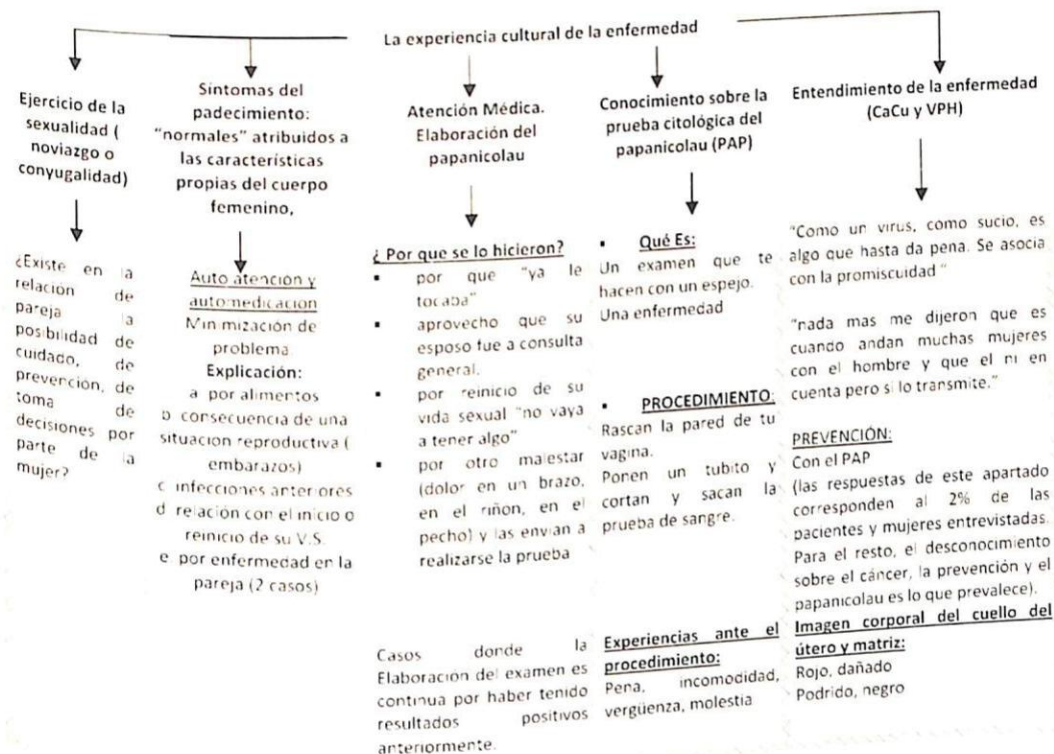 La experiencia cultural de la enfermedad
Ejercicio de la
sexualidad (
noviazgo o
conyugalidad)
¿Existe en la
relación de
pareja la
posibilidad de
cuidado, de
prevención, de
toma de
decisiones por
parte de la
mujer?
Síntomas del
padecimiento:
“normales” atribuidos a
las características
propias del cuerpo
femenino,
Auto atención y
automedicación
Minimización de
problema
Explicación:
a por alimentos
b consecuencia de una
situación reproductiva (
embarazos)
c infecciones anteriores
d relación con el inicio o
reinicio de su V.S.
e por enfermedad en la
pareja (2 casos)
Atención Médica.
Elaboración del
papanicolau
¿ Por que se lo hicieron?
▪ por que “ya le
tocaba”
▪ aprovecho que su
esposo fue a consulta
general.
▪ por reinicio de su
vida sexual “no vaya
a tener algo”
▪ por otro malestar
(dolor en un brazo,
en el riñon, en el
pecho) y las envian a
realizarse la prueba
Casos donde la
Elaboración del examen es
continua por haber tenido
resultados positivos
anteriormente.
Conocimiento sobre la
prueba citológica del
papanicolau (PAP)
▪ Qué Es:
Un examen que te
hacen con un espejo.
Una enfermedad
▪ PROCEDIMIENTO:
Rascan la pared de tu
vagina.
Ponen un tubito y
cortan y sacan la
prueba de sangre.
Experiencias ante el
procedimiento:
Pena, incomodidad,
vergüenza, molestia
Entendimiento de la enfermedad
(CaCu y VPH)
“Como un virus, como sucio, es
algo que hasta da pena. Se asocia
con la promiscuidad ”
“nada mas me dijeron que es
cuando andan muchas mujeres
con el hombre y que el ni en
cuenta pero si lo transmite.”
PREVENCIÓN:
Con el PAP
(las respuestas de este apartado
corresponden al 2% de las
pacientes y mujeres entrevistadas.
Para el resto, el desconocimiento
sobre el cáncer, la prevención y el
papanicolau es lo que prevalece).
Imagen corporal del cuello del
útero y matriz:
Rojo, dañado
Podrido, negro